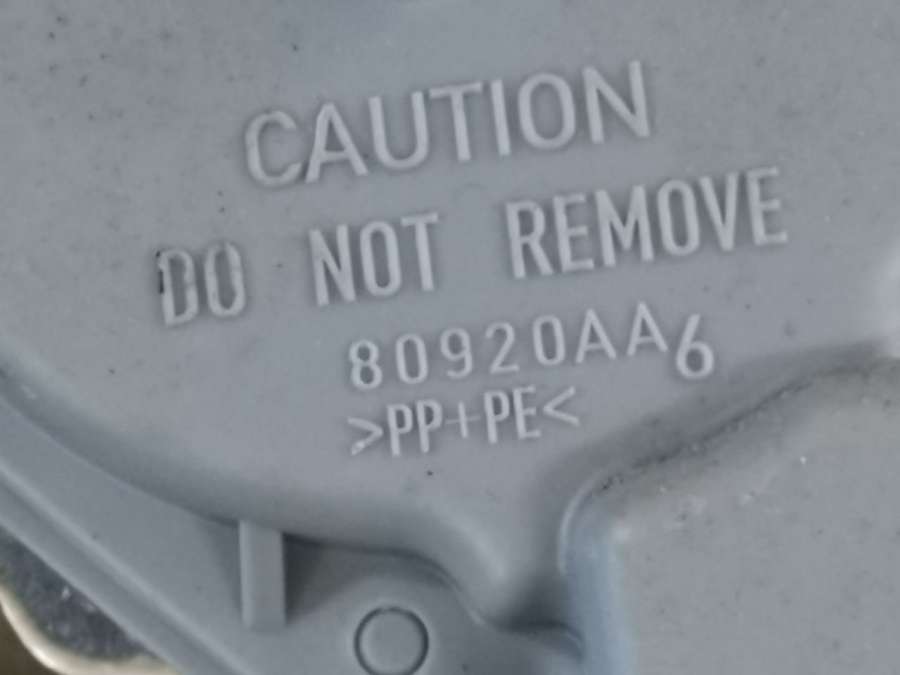 CAUTION
DO NOT REMOVE
80920AA6
>PP+PE<